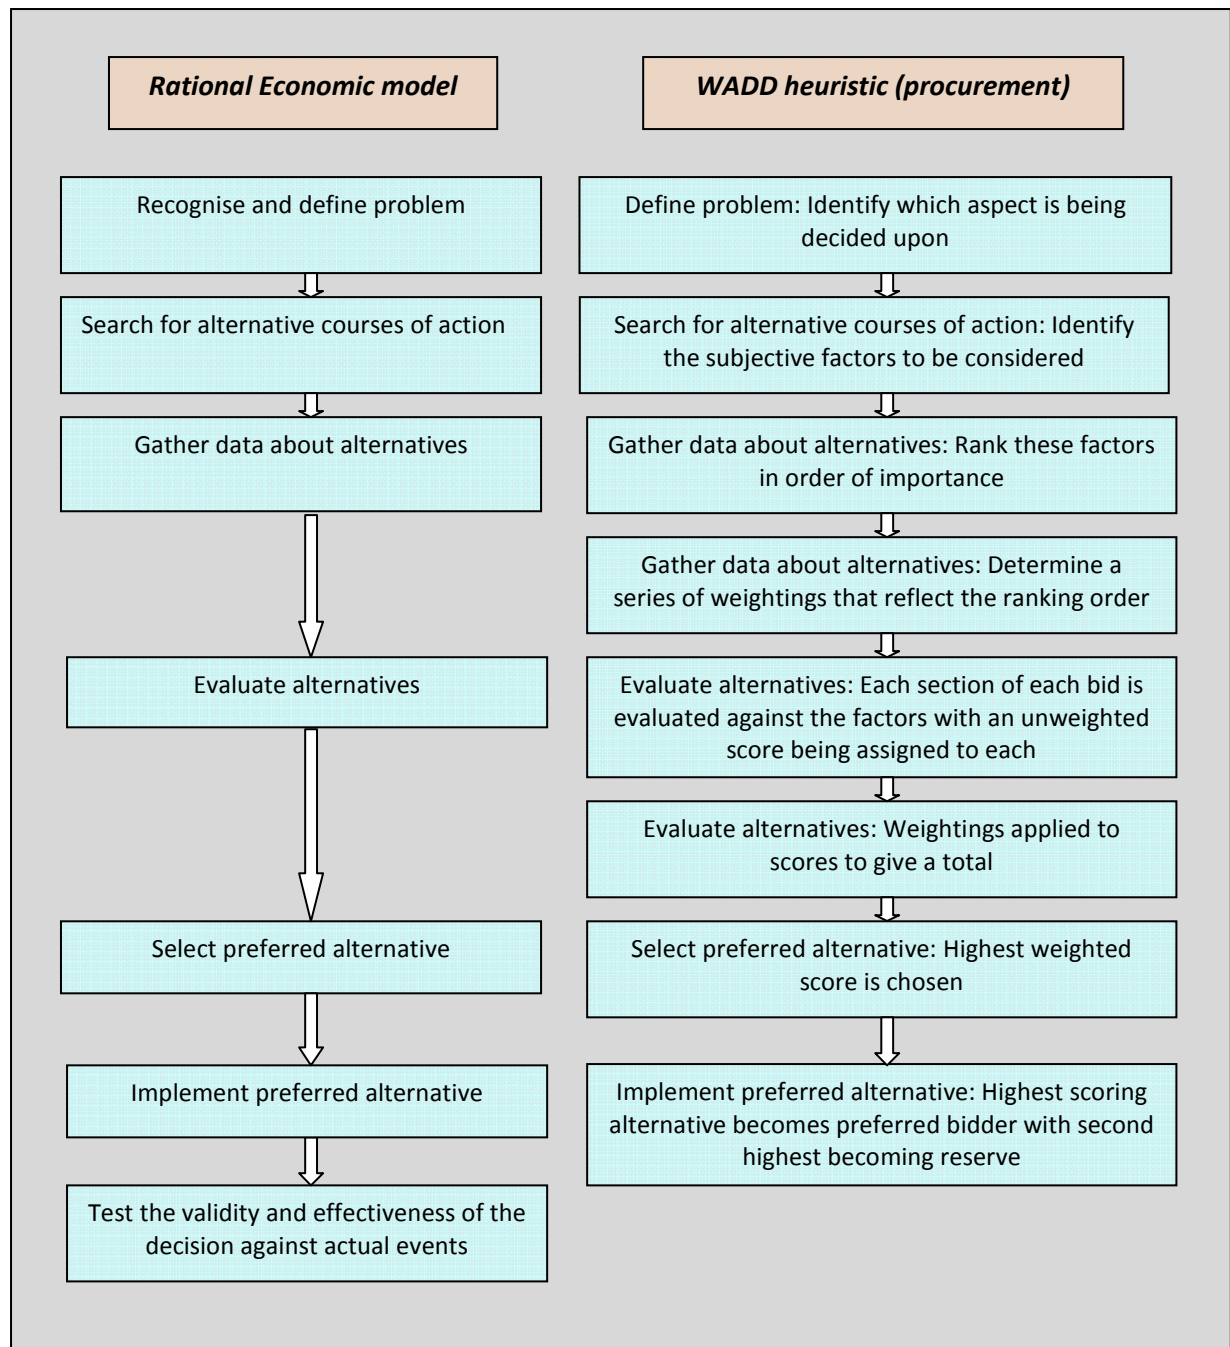 Rational Economic model
WADD heuristic (procurement)
Recognise and define problem
Search for alternative courses of action
Gather data about alternatives
Evaluate alternatives
Select preferred alternative
Implement preferred alternative
Test the validity and effectiveness of the
decision against actual events
Define problem: Identify which aspect is being
decided upon
Search for alternative courses of action: Identify
the subjective factors to be considered
Gather data about alternatives: Rank these factors
in order of importance
Gather data about alternatives: Determine a
series of weightings that reflect the ranking order
Evaluate alternatives: Each section of each bid is
evaluated against the factors with an unweighted
score being assigned to each
Evaluate alternatives: Weightings applied to
scores to give a total
Select preferred alternative: Highest weighted
score is chosen
Implement preferred alternative: Highest scoring
alternative becomes preferred bidder with second
highest becoming reserve